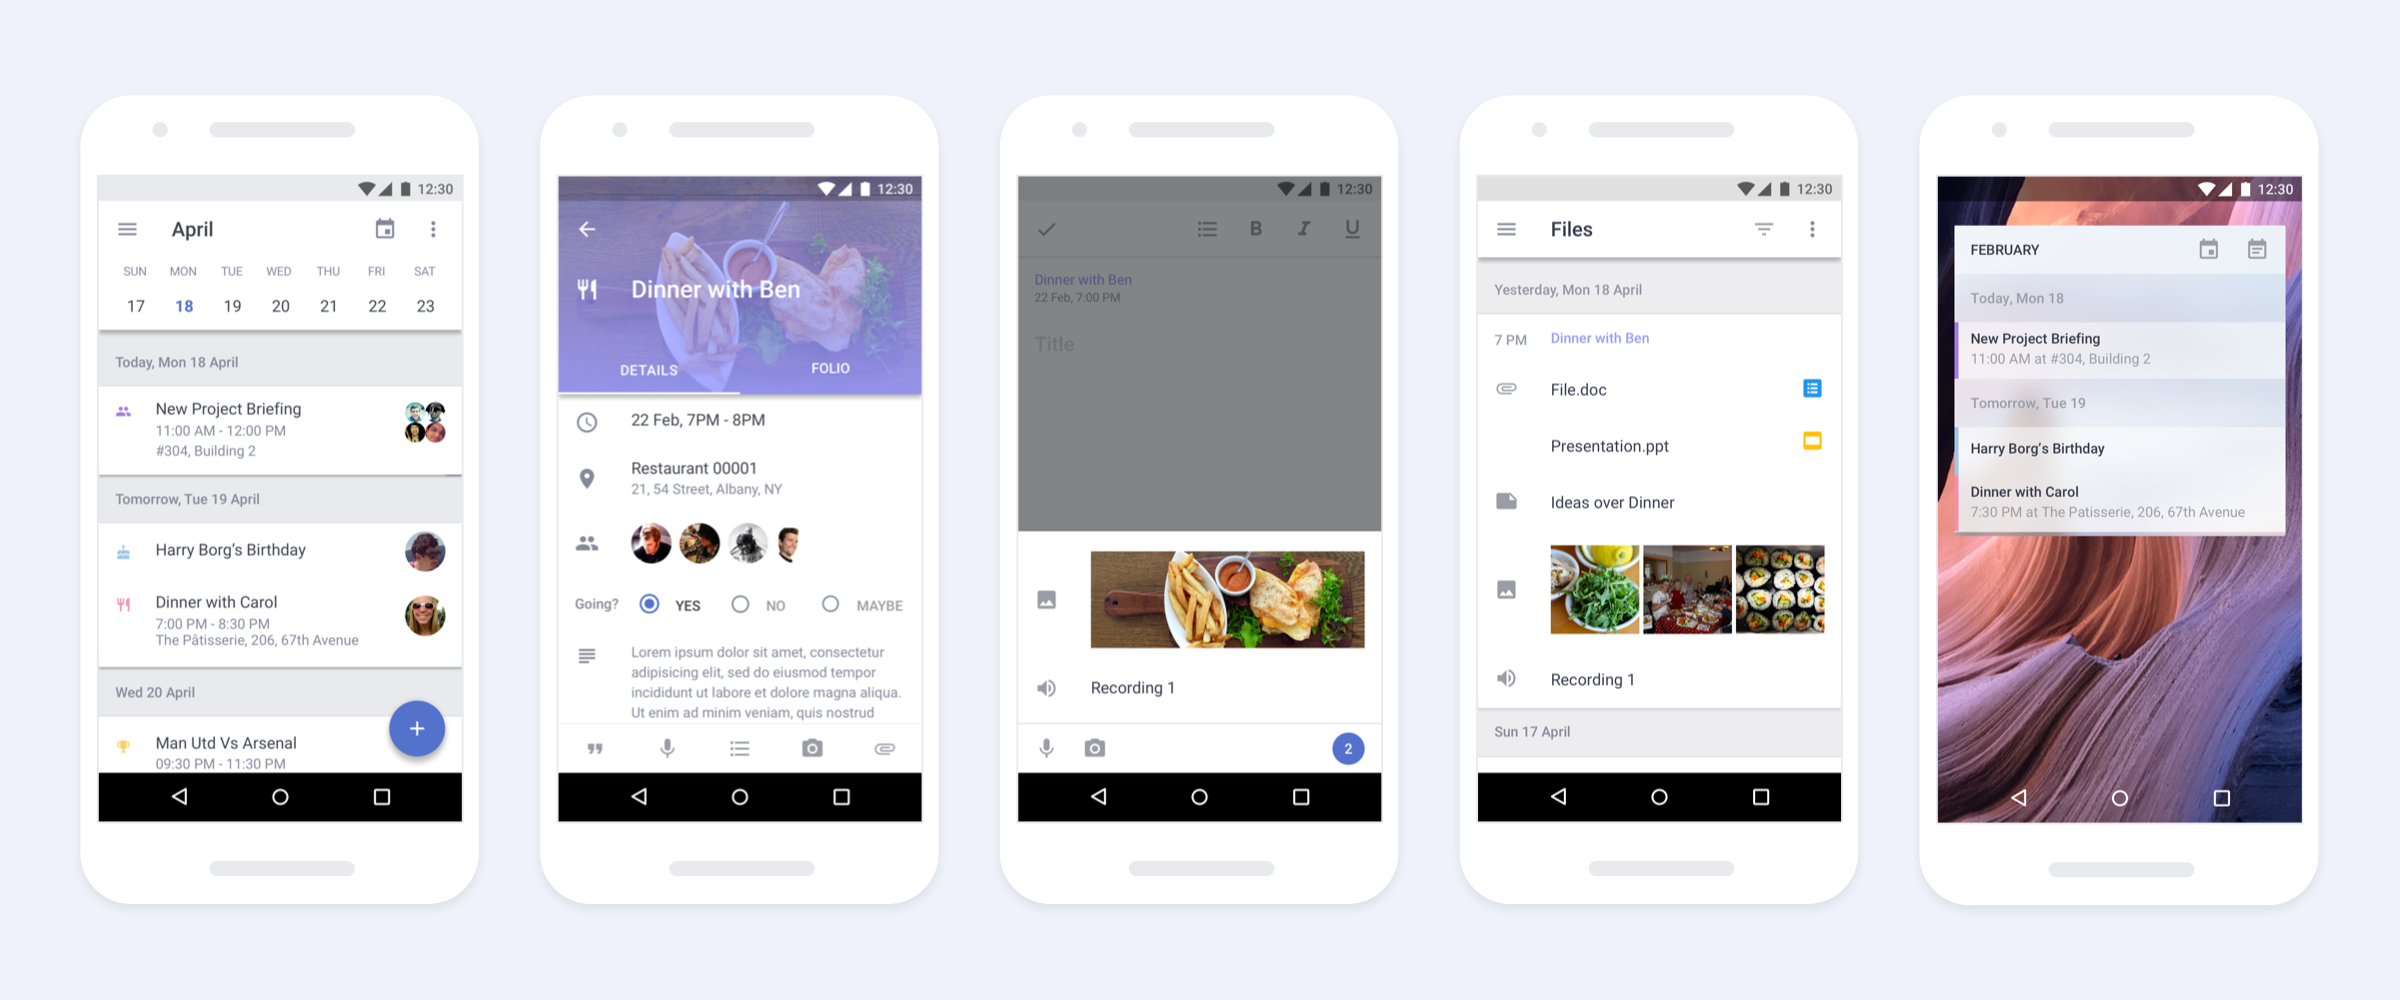 12:30
April
SUN MON TUE WED THU FRI SAT
17 18 19 20 21 22 23
Today, Mon 18 April
New Project Briefing
11:00 AM - 12:00 PM
#304, Building 2
Tomorrow, Tue 19 April
Harry Borg's Birthday
Dinner with Carol
7:00 PM - 8:30 PM
The Pâtisserie, 206, 67th Avenue
Wed 20 April
Man Utd Vs Arsenal
09:30 PM - 11:30 PM
12:30
Dinner with Ben
DETAILS FOLIO
22 Feb, 7PM - 8PM
Restaurant 00001
21, 54 Street, Albany, NY
Going? YES NO MAYBE
Lorem ipsum dolor sit amet, consectetur
adipisicing elit, sed do eiusmod tempor
incididunt ut labore et dolore magna aliqua.
Ut enim ad minim veniam, quis nostrud
12:30
B I U
Dinner with Ben
22 Feb, 7:00 PM
Title
Recording 1
2
12:30
Files
Yesterday, Mon 18 April
7 PM Dinner with Ben
File.doc
Presentation.ppt
Ideas over Dinner
Recording 1
Sun 17 April
12:30
FEBRUARY
Today, Mon 18
New Project Briefing
11:00 AM at #304, Building 2
Tomorrow, Tue 19
Harry Borg's Birthday
Dinner with Carol
7:30 PM at The Patisserie, 206, 67th Avenue